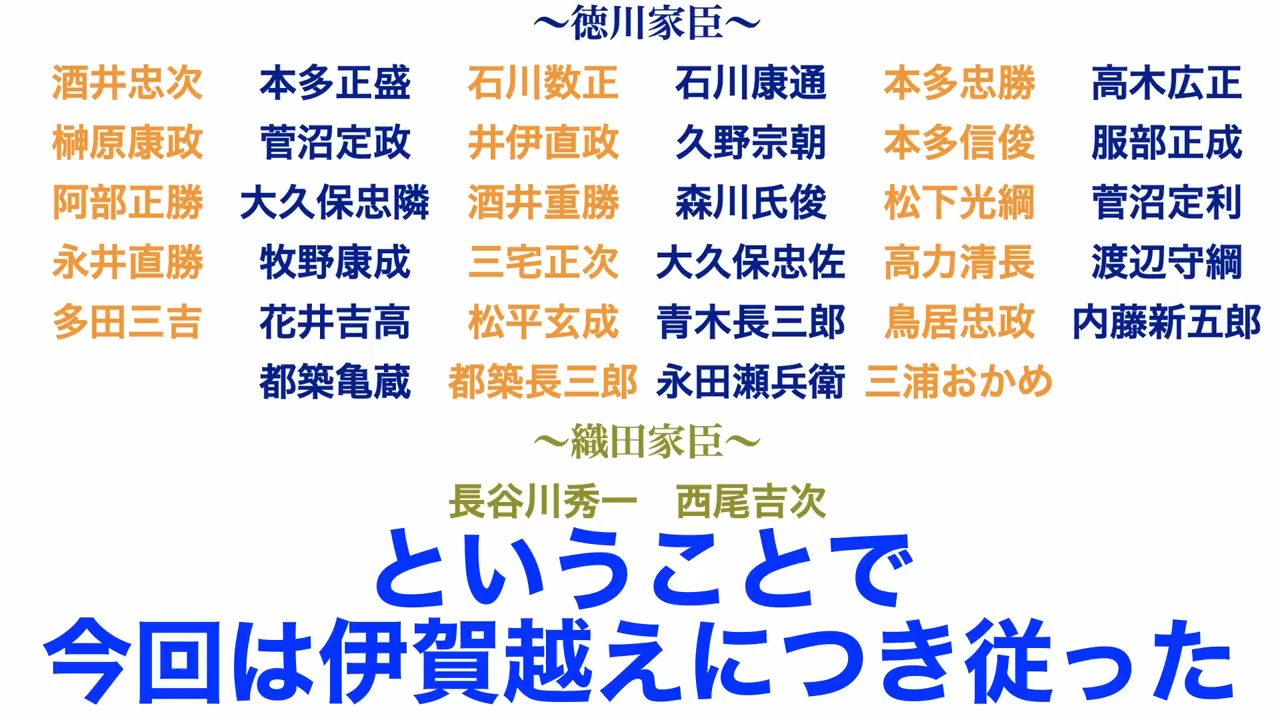 〜徳川家臣〜
酒井忠次 本多正盛 石川数正 石川康通 本多忠勝 高木広正
榊原康政 菅沼定政 井伊直政 久野宗朝 本多信俊 服部正成
阿部正勝 大久保忠隣 酒井重勝 森川氏俊 松下光綱 菅沼定利
永井直勝 牧野康成 三宅正次 大久保忠佐 高力清長 渡辺守綱
多田三吉 花井吉高 松平玄成 青木長三郎 鳥居忠政 内藤新五郎
都築亀蔵 都築長三郎 永田瀬兵衛 三浦おかめ
〜織田家臣〜
長谷川秀一 西尾吉次
ということで
今回は伊賀越えにつき従った